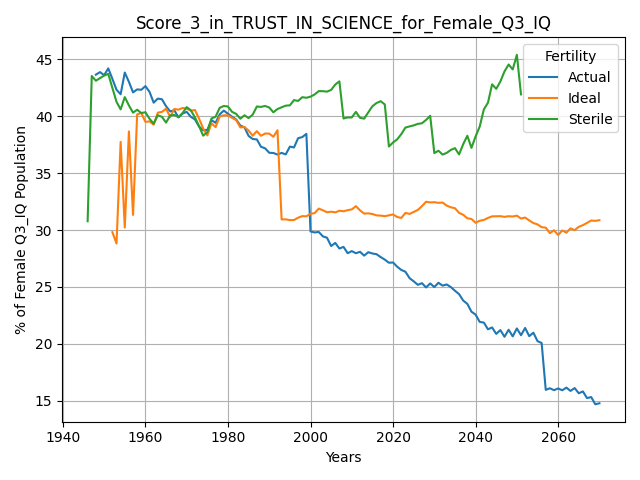 Score_3_in_TRUST_IN_SCIENCE_for_Female_Q3_IQ
% of Female Q3_IQ Population
45
40
35
30
25
20
15
Fertility
Actual
Ideal
Sterile
1940 1960 1980 2000 2020 2040 2060
Years